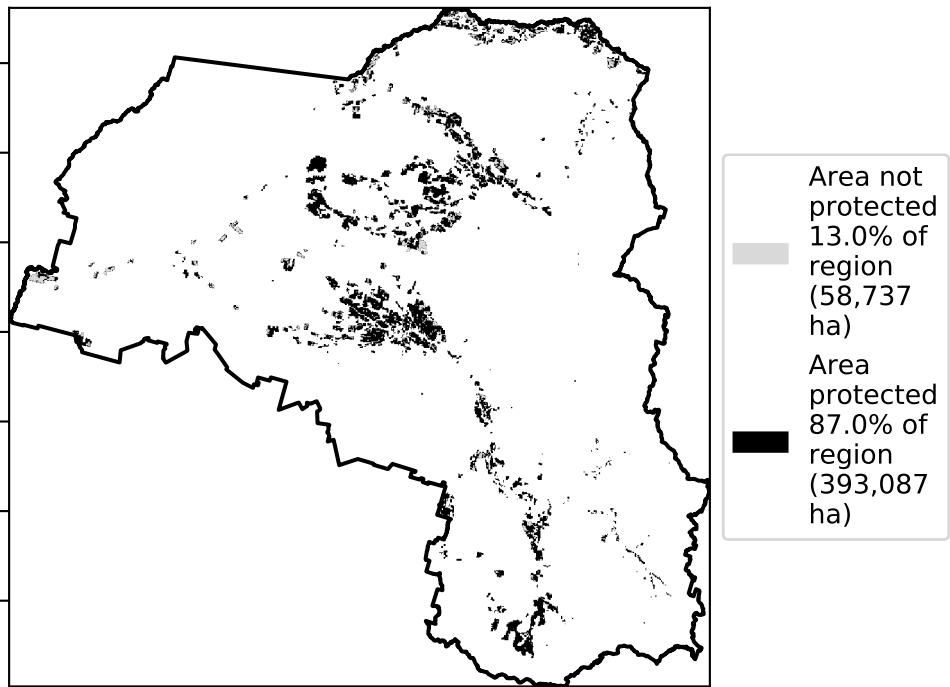 Area not
protected
13.0% of
region
(58,737
ha)
Area
protected
87.0% of
region
(393,087
ha)